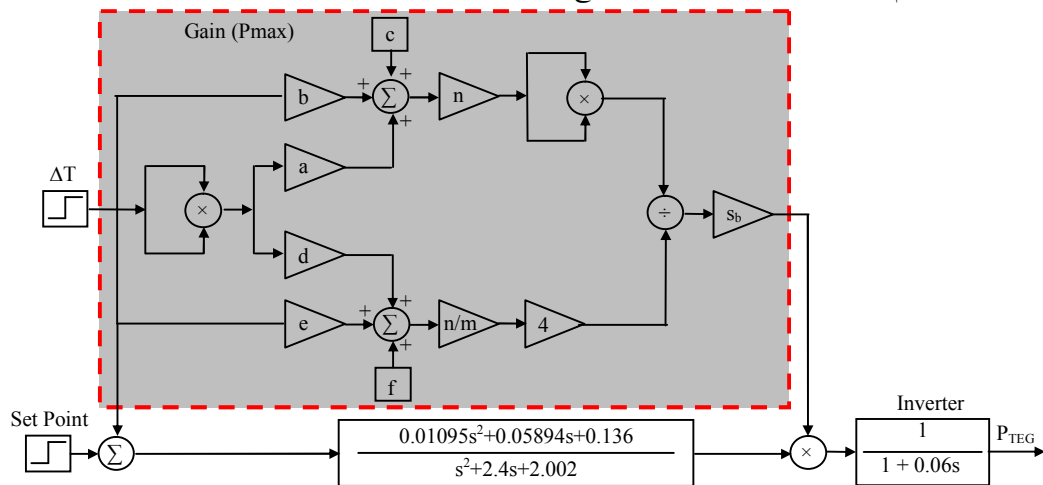 Gain (Pmax)
c
b
+
+
Σ
+
n
×
ΔT
×
a
÷
s_b
d
e
+
+
Σ
+
n/m
4
f
Set Point
Σ
0.01095s²+0.05894s+0.136
s²+2.4s+2.002
×
Inverter
1
1 + 0.06s
P_TEG